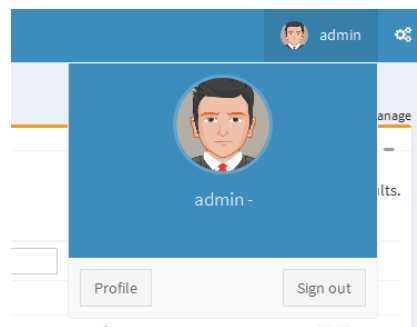 admin
anage
ults.
admin -
Profile
Sign out